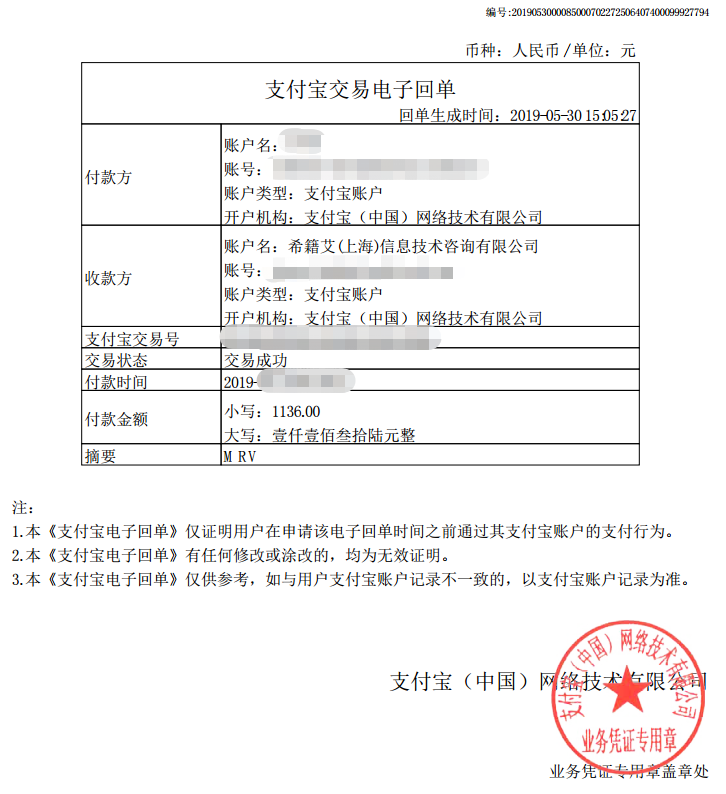 编号:2019053000085000702272506407400099927794
币种：人民币/单位：元
支付宝交易电子回单
回单生成时间：2019-05-30 15:05:27
付款方
账户名：
账号：
账户类型：支付宝账户
开户机构：支付宝（中国）网络技术有限公司
收款方
账户名：希籍艾(上海)信息技术咨询有限公司
账号：
账户类型：支付宝账户
开户机构：支付宝（中国）网络技术有限公司
支付宝交易号
交易状态 交易成功
付款时间 2019-
付款金额
小写：1136.00
大写：壹仟壹佰叁拾陆元整
摘要 M RV
注：
1.本《支付宝电子回单》仅证明用户在申请该电子回单时间之前通过其支付宝账户的支付行为。
2.本《支付宝电子回单》有任何修改或涂改的，均为无效证明。
3.本《支付宝电子回单》仅供参考，如与用户支付宝账户记录不一致的，以支付宝账户记录为准。
支付宝（中国）网络技术有限公司
支付宝（中国）网络技术有限公司
业务凭证专用章
业务凭证专用章盖章处